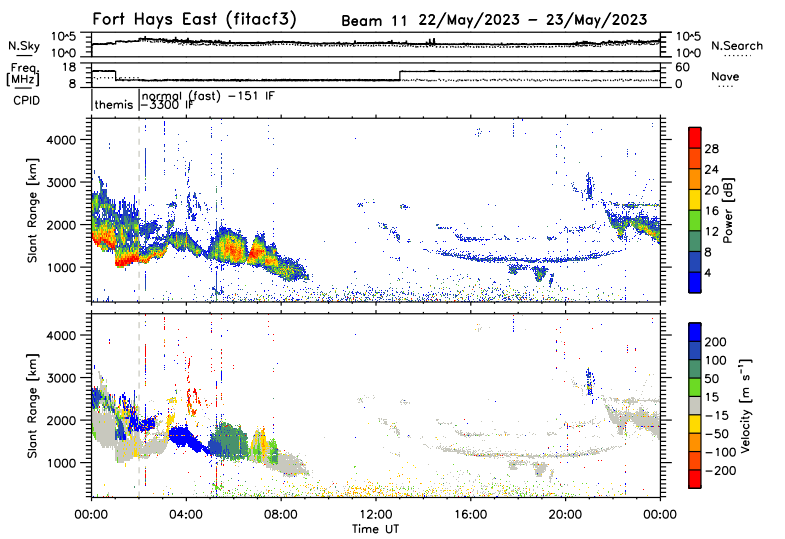 Fort Hays East (fitacf3) Beam 11 22/May/2023 - 23/May/2023
N.Sky 10^5 10^0 10^5 10^0 N.Search
Freq. [MHz] 18 8 60 0 Nave
CPID themis normal (fast) -151 IF
-3300 IF
Slant Range [km] 4000 3000 2000 1000
Power [dB] 28 24 20 16 12 8 4
Slant Range [km] 4000 3000 2000 1000
Velocity [m s^-1] 200 100 50 15 -15 -50 -100 -200
00:00 04:00 08:00 12:00 16:00 20:00 00:00
Time UT